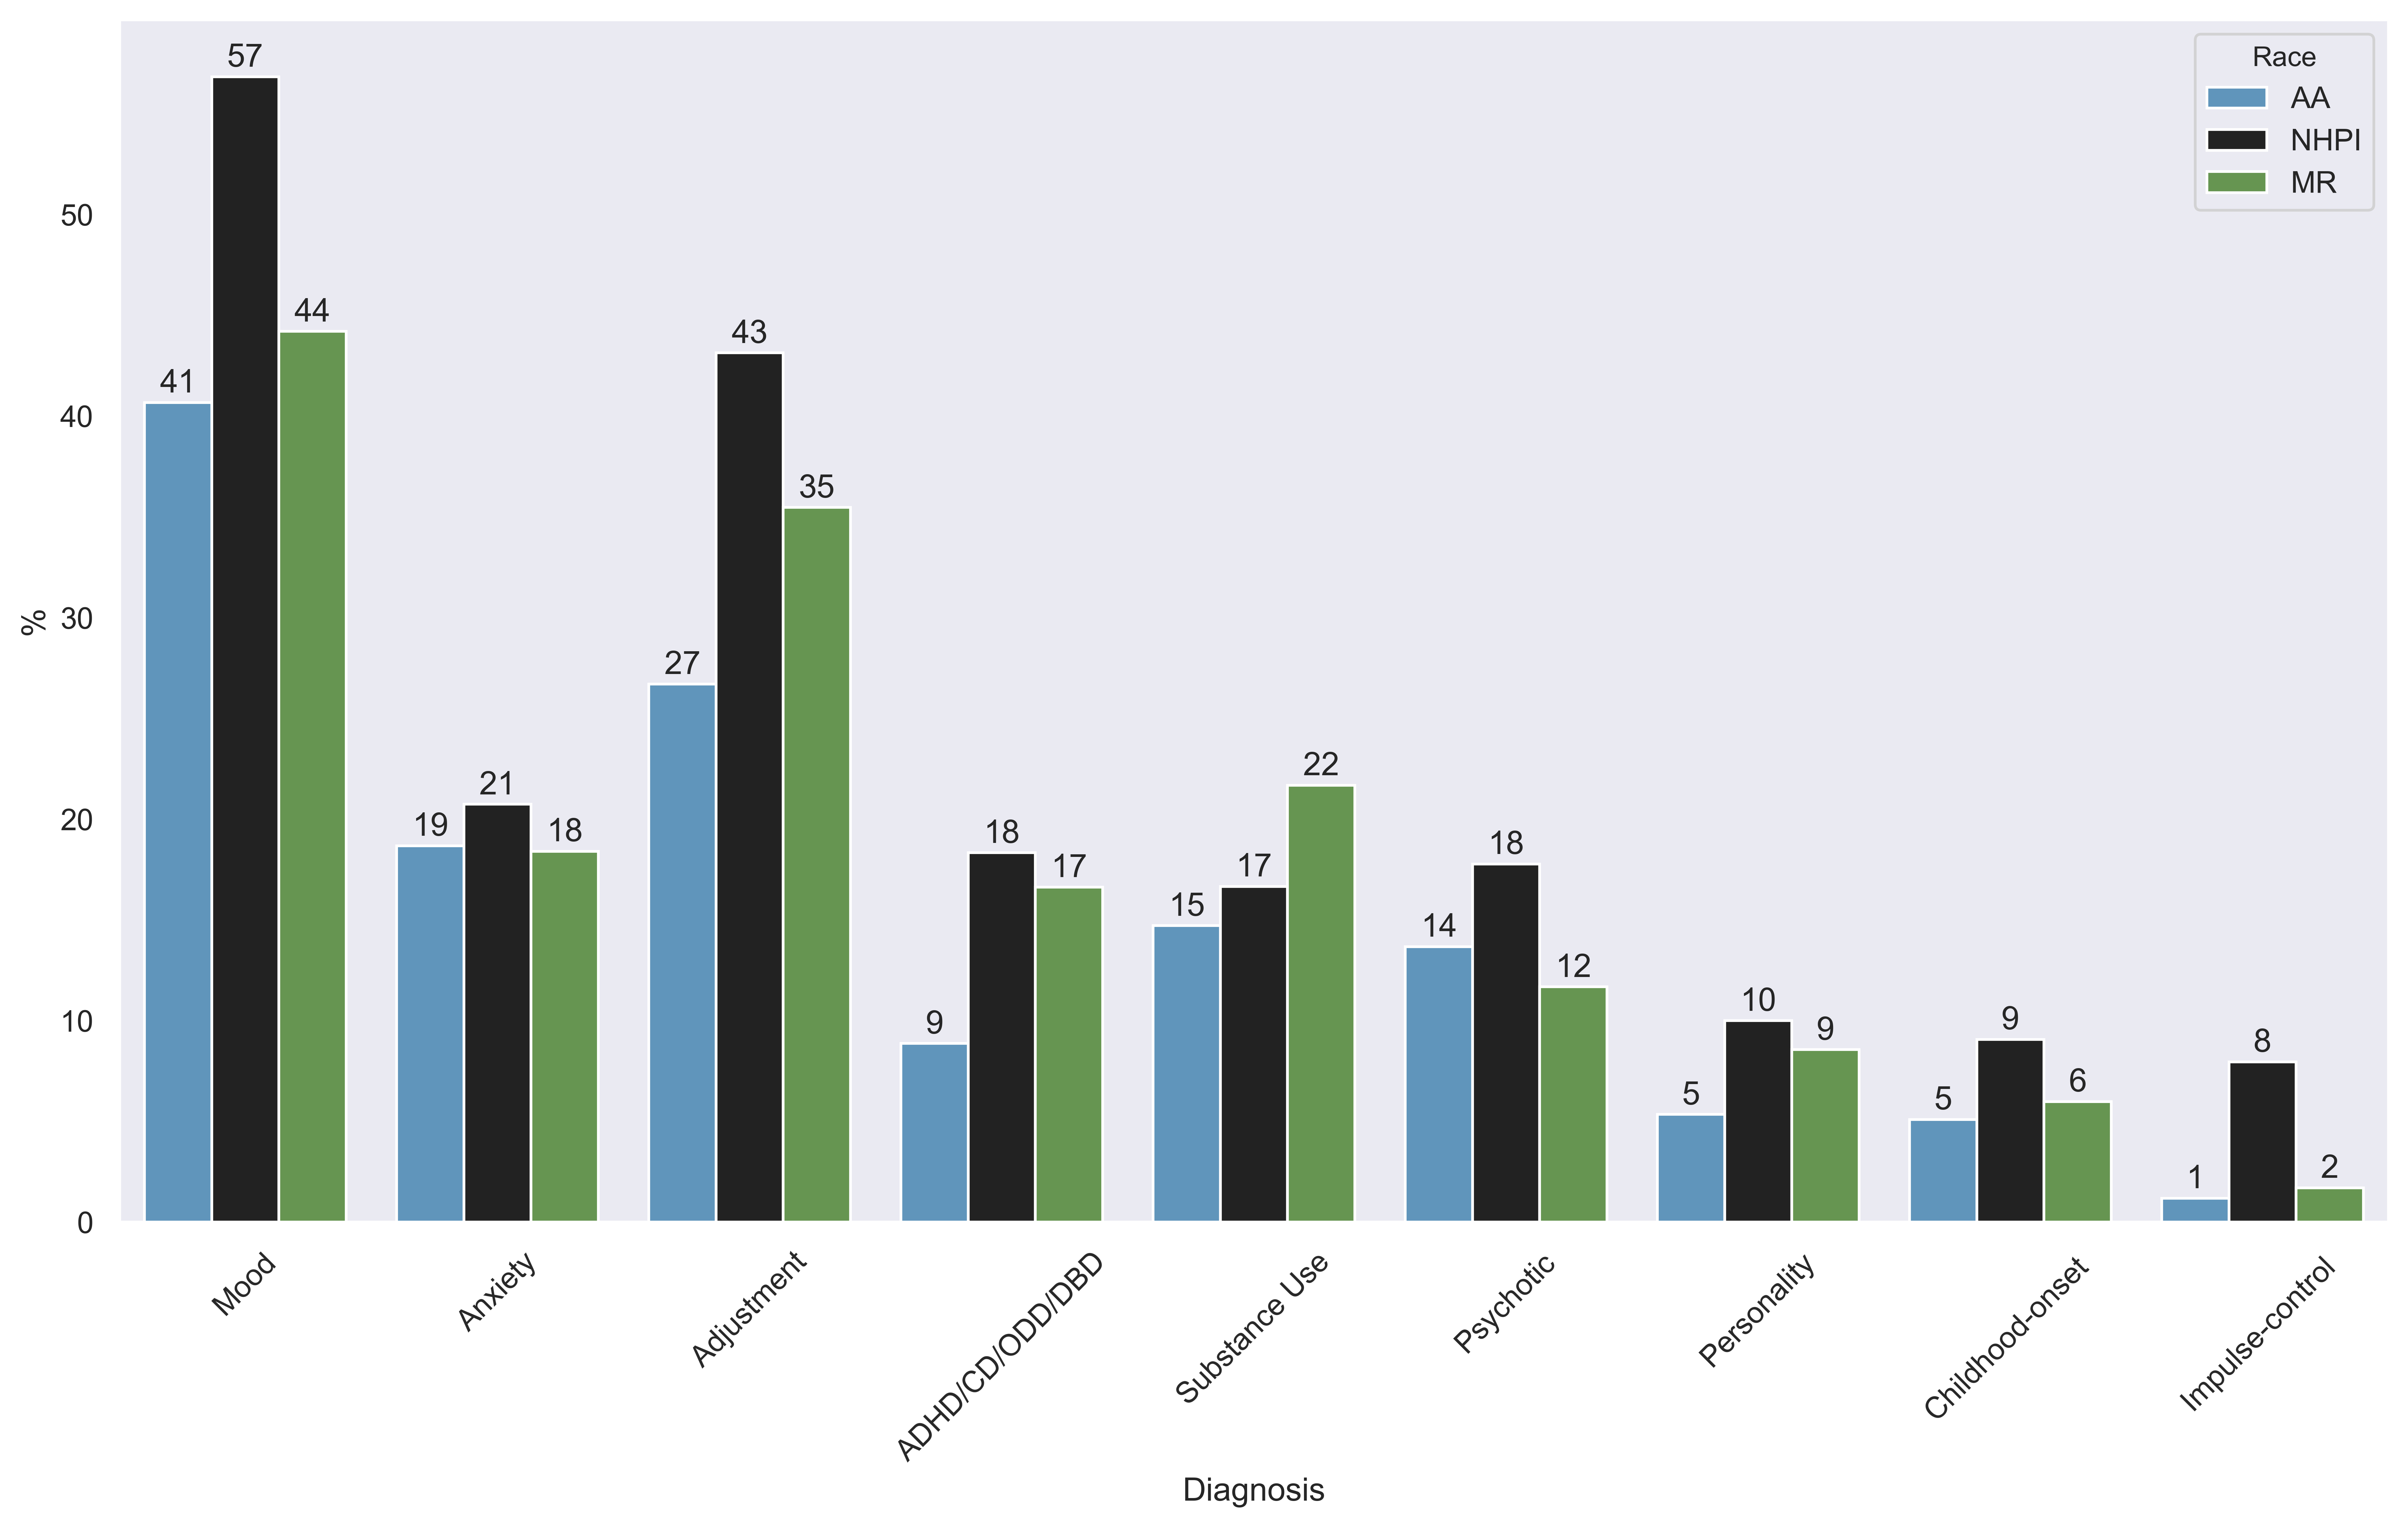 57
44
41
43
35
27
21
19
18
9
18
17
15
17
22
14
18
12
5
10
9
5
9
6
1
8
2
Race
AA
NHPI
MR
%
50
40
30
20
10
0
Mood
Anxiety
Adjustment
ADHD/CD/ODD/DBD
Substance Use
Psychotic
Personality
Childhood-onset
Impulse-control
Diagnosis